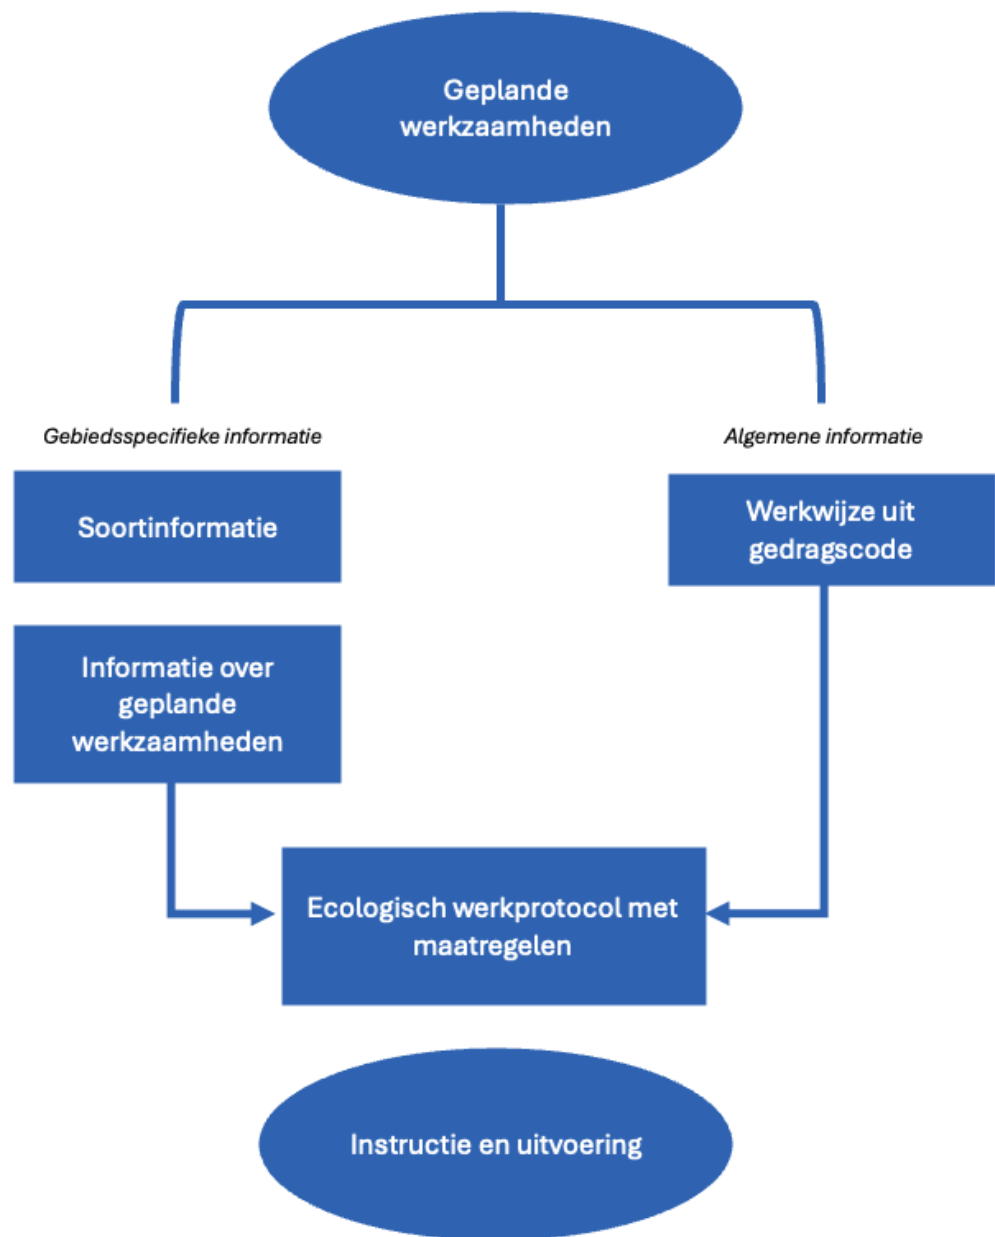 Geplande
werkzaamheden
Gebiedsspecifieke informatie
Algemene informatie
Soortinformatie
Werkwijze uit
gedragscode
Informatie over
geplande
werkzaamheden
Ecologisch werkprotocol met
maatregelen
Instructie en uitvoering